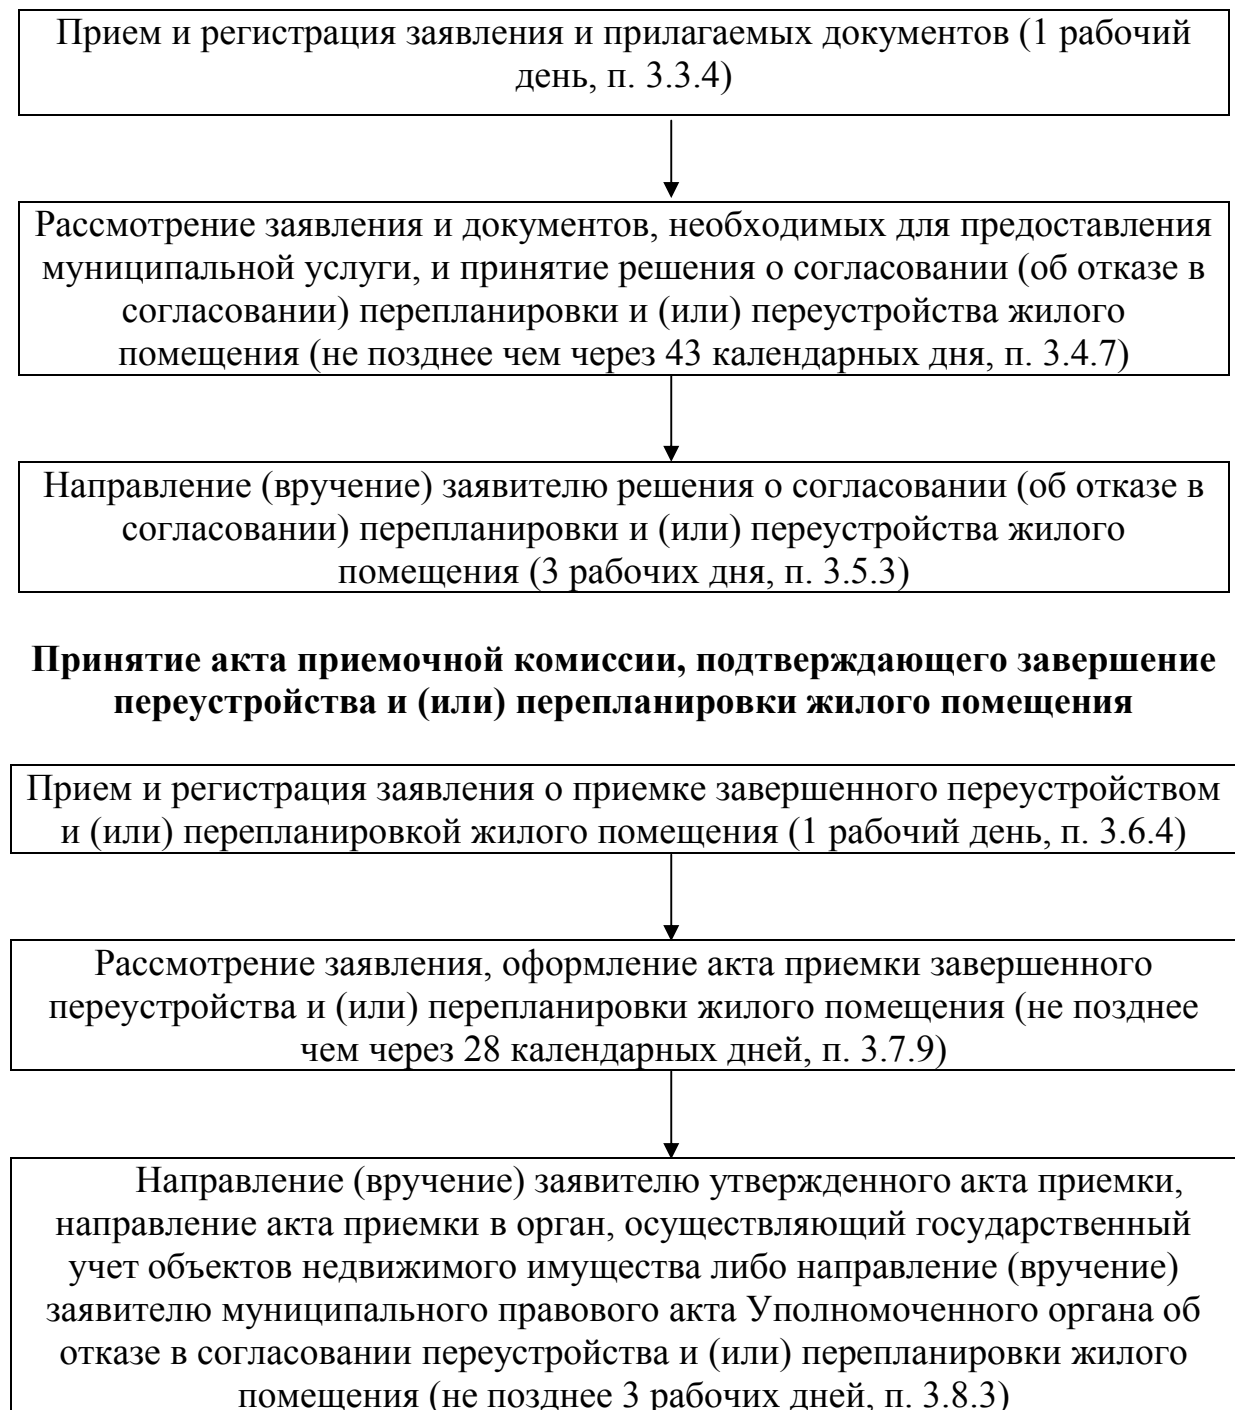 Прием и регистрация заявления и прилагаемых документов (1 рабочий
день, п. 3.3.4)
Рассмотрение заявления и документов, необходимых для предоставления
муниципальной услуги, и принятие решения о согласовании (об отказе в
согласовании) перепланировки и (или) переустройства жилого
помещения (не позднее чем через 43 календарных дня, п. 3.4.7)
Направление (вручение) заявителю решения о согласовании (об отказе в
согласовании) перепланировки и (или) переустройства жилого
помещения (3 рабочих дня, п. 3.5.3)
Принятие акта приемочной комиссии, подтверждающего завершение
переустройства и (или) перепланировки жилого помещения
Прием и регистрация заявления о приемке завершенного переустройством
и (или) перепланировкой жилого помещения (1 рабочий день, п. 3.6.4)
Рассмотрение заявления, оформление акта приемки завершенного
переустройства и (или) перепланировки жилого помещения (не позднее
чем через 28 календарных дней, п. 3.7.9)
Направление (вручение) заявителю утвержденного акта приемки,
направление акта приемки в орган, осуществляющий государственный
учет объектов недвижимого имущества либо направление (вручение)
заявителю муниципального правового акта Уполномоченного органа об
отказе в согласовании переустройства и (или) перепланировки жилого
помещения (не позднее 3 рабочих дней, п. 3.8.3)